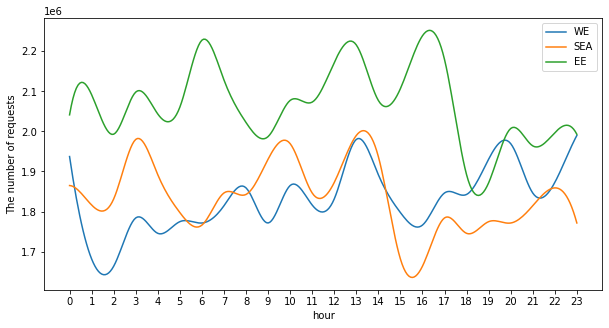 1e6
WE
SEA
EE
2.2
2.1
2.0
1.9
1.8
1.7
The number of requests
0 1 2 3 4 5 6 7 8 9 10 11 12 13 14 15 16 17 18 19 20 21 22 23
hour